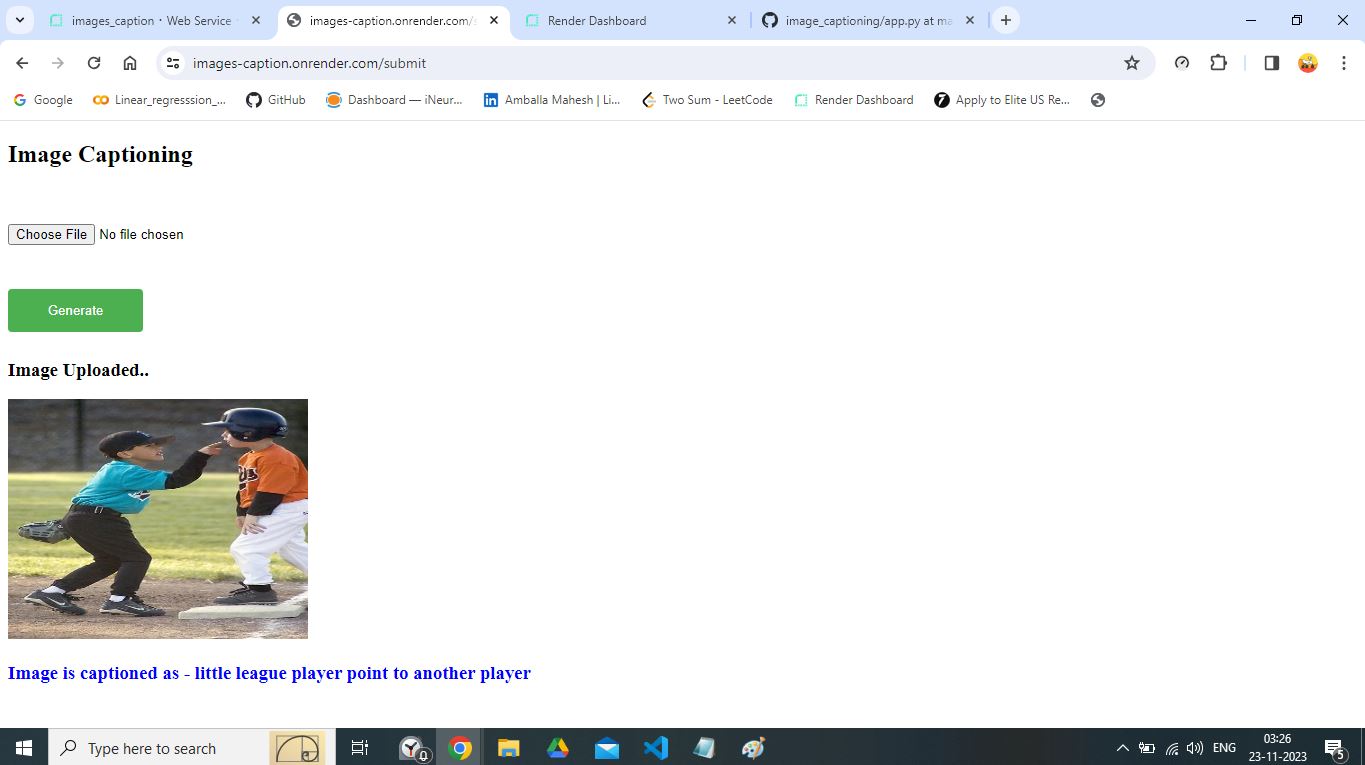 images_caption · Web Service ·
images-caption.onrender.com/s
Render Dashboard
image_captioning/app.py at ma
images-caption.onrender.com/submit
Google
Linear_regresssion_...
GitHub
Dashboard — iNeur...
Amballa Mahesh | Li...
Two Sum - LeetCode
Render Dashboard
7
Apply to Elite US Re...
Image Captioning
Choose File No file chosen
Generate
Image Uploaded..
Image is captioned as - little league player point to another player
Type here to search
0
ENG
03:26
23-11-2023
5